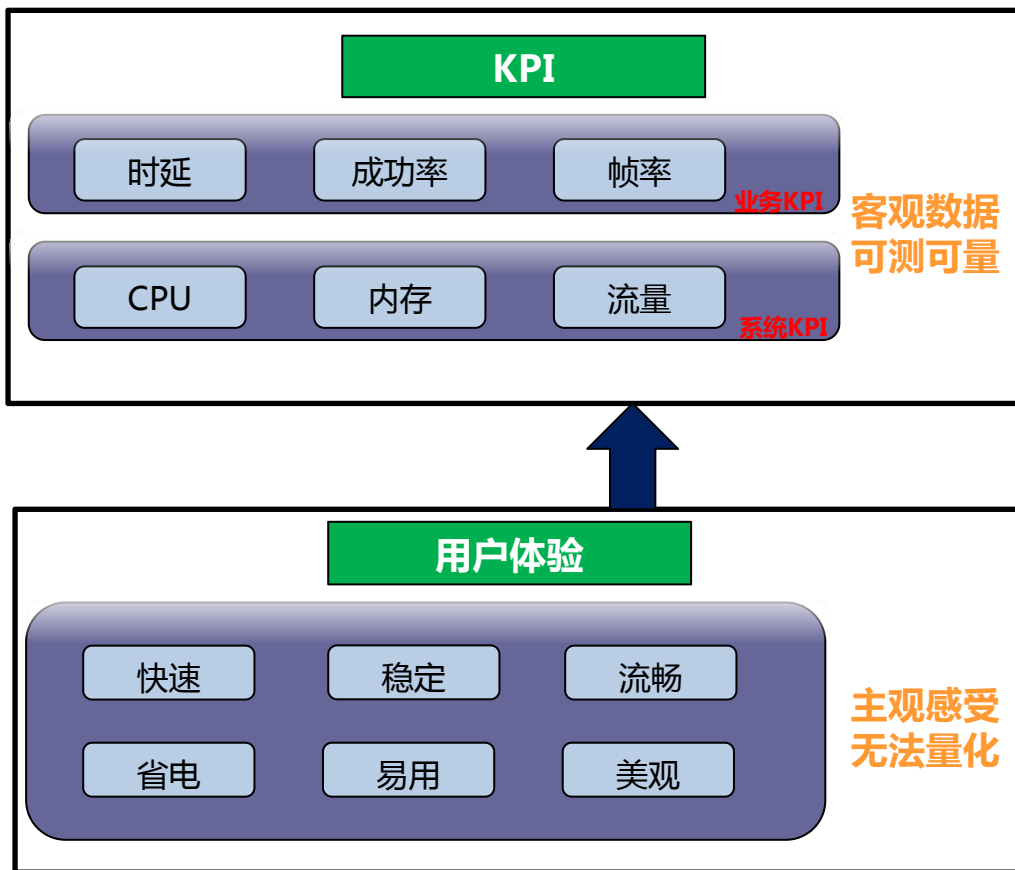 KPI
时延
成功率
帧率
业务KPI
客观数据
可测可量
CPU
内存
流量
系统KPI
用户体验
快速
稳定
流畅
主观感受
无法量化
省电
易用
美观